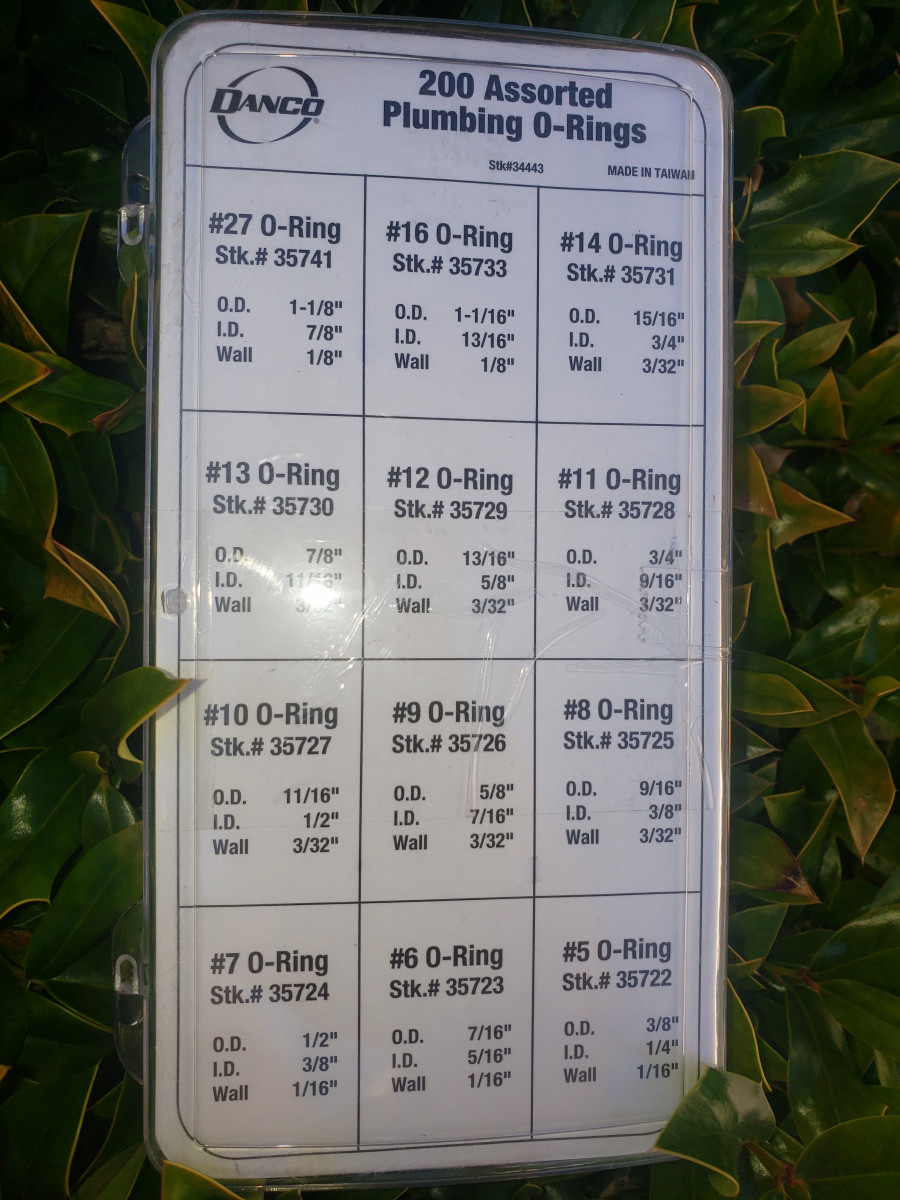 DANCO
200 Assorted
Plumbing O-Rings
Stk#34443 MADE IN TAIWAN
#27 O-Ring
Stk.# 35741
O.D. 1-1/8"
I.D. 7/8"
Wall 1/8"
#16 O-Ring
Stk.# 35733
O.D. 1-1/16"
I.D. 13/16"
Wall 1/8"
#14 O-Ring
Stk.# 35731
O.D. 15/16"
I.D. 3/4"
Wall 3/32"
#13 O-Ring
Stk.# 35730
O.D. 7/8"
I.D. 11/16"
Wall 3/32"
#12 O-Ring
Stk.# 35729
O.D. 13/16"
I.D. 5/8"
Wall 3/32"
#11 O-Ring
Stk.# 35728
O.D. 3/4"
I.D. 9/16"
Wall 3/32"
#10 O-Ring
Stk.# 35727
O.D. 11/16"
I.D. 1/2"
Wall 3/32"
#9 O-Ring
Stk.# 35726
O.D. 5/8"
I.D. 7/16"
Wall 3/32"
#8 O-Ring
Stk.# 35725
O.D. 9/16"
I.D. 3/8"
Wall 3/32"
#7 O-Ring
Stk.# 35724
O.D. 1/2"
I.D. 3/8"
Wall 1/16"
#6 O-Ring
Stk.# 35723
O.D. 7/16"
I.D. 5/16"
Wall 1/16"
#5 O-Ring
Stk.# 35722
O.D. 3/8"
I.D. 1/4"
Wall 1/16"